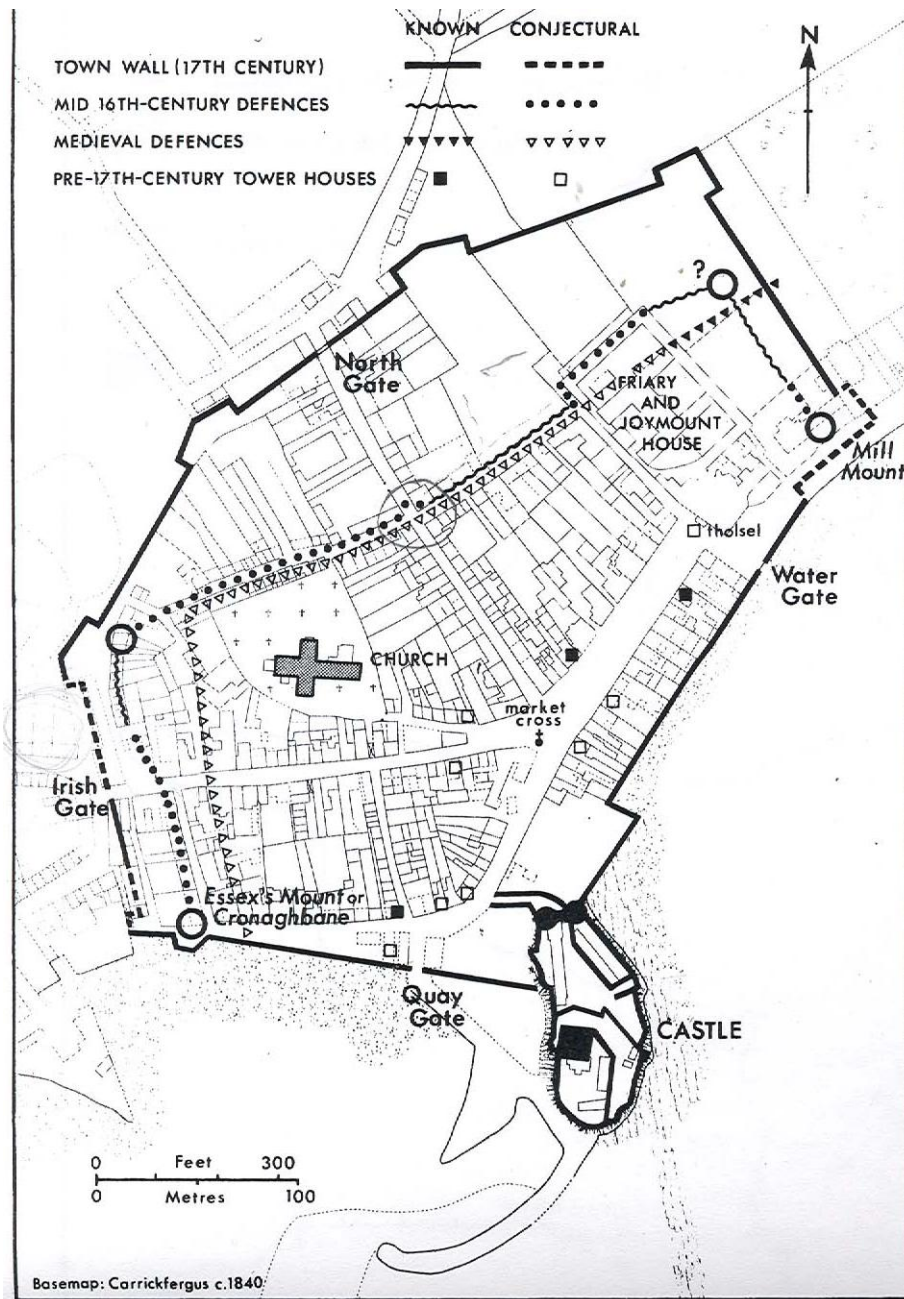 KNOWN CONJECTURAL
TOWN WALL (17TH CENTURY)
MID 16TH-CENTURY DEFENCES
MEDIEVAL DEFENCES
PRE-17TH-CENTURY TOWER HOUSES
N
?
North
Gate
FRIARY
AND
JOYMOUNT
HOUSE
Mill
Mount
tholsel
Water
Gate
CHURCH
market
cross
Irish
Gate
Essex's Mount or
Cronaghbane
Quay
Gate
CASTLE
0 Feet 300
0 Metres 100
Basemap: Carrickfergus c.1840